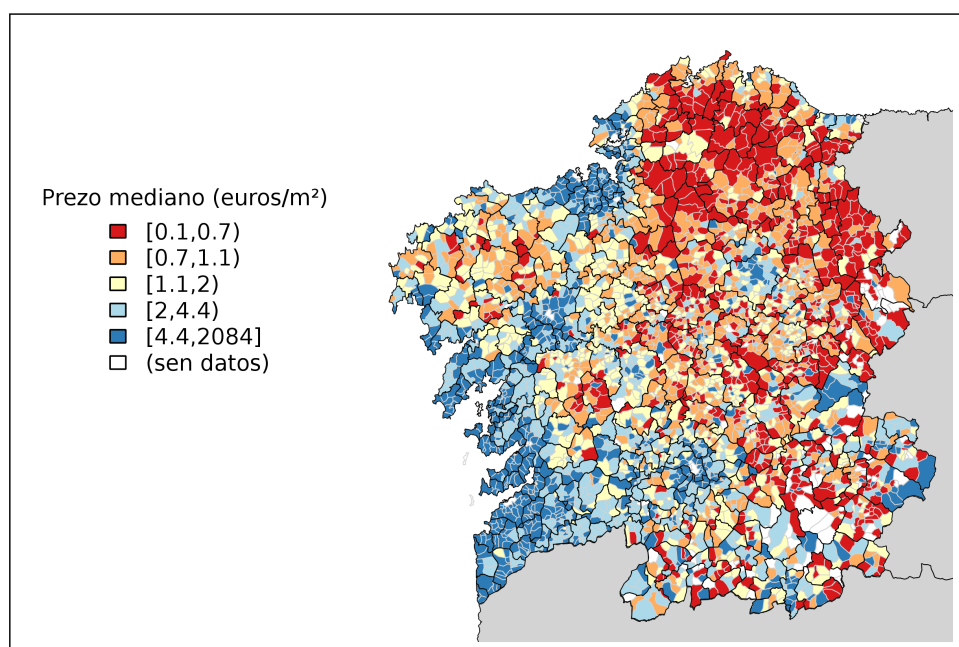 Prezo mediano (euros/m²)
[0.1,0.7)
[0.7,1.1)
[1.1,2)
[2,4.4)
[4.4,2084]
(sen datos)